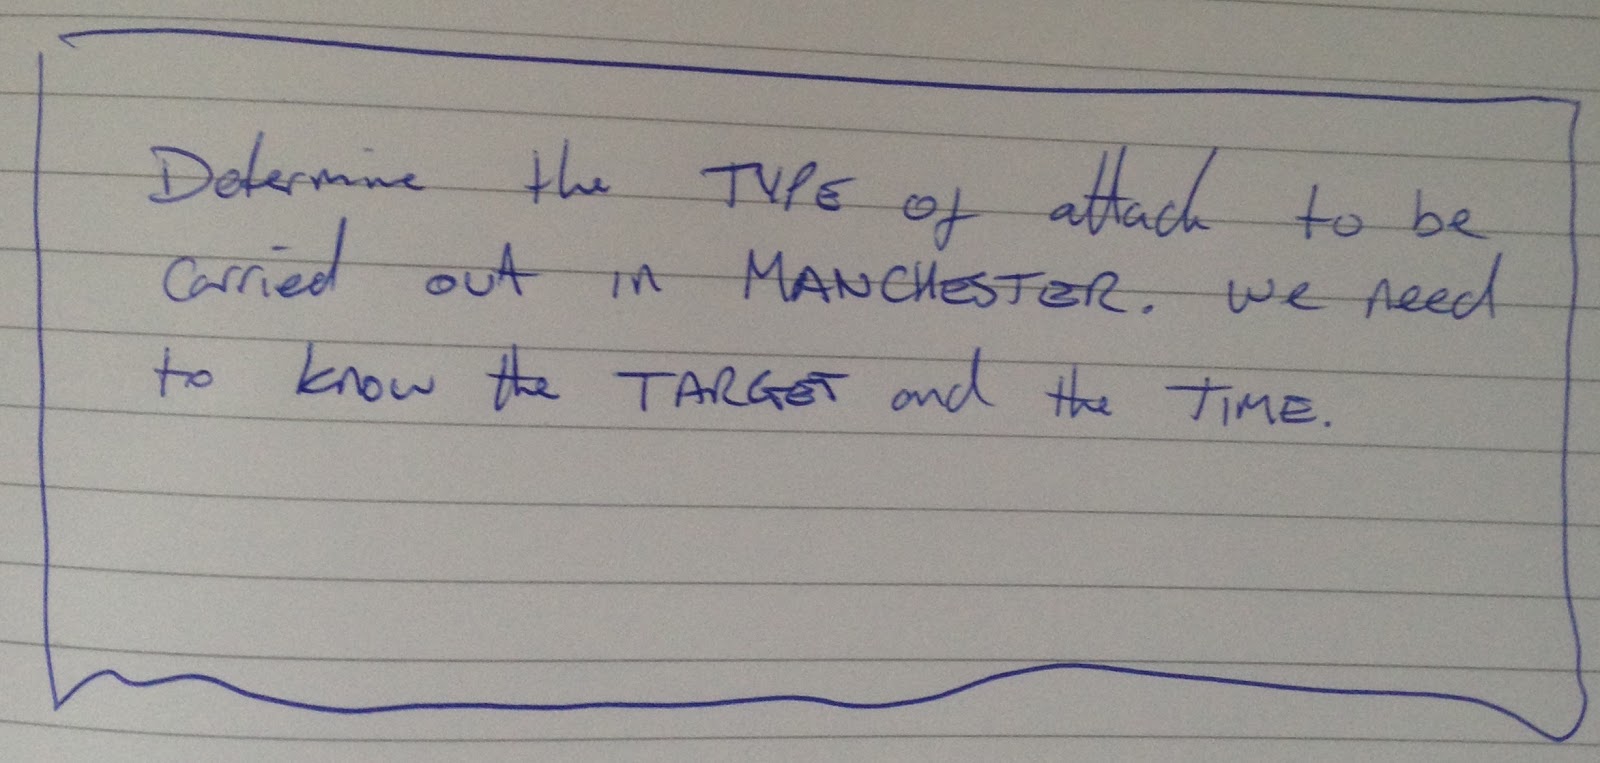 Determine the TYPE of attack to be
carried out in MANCHESTER. We need
to know the TARGET and the TIME.